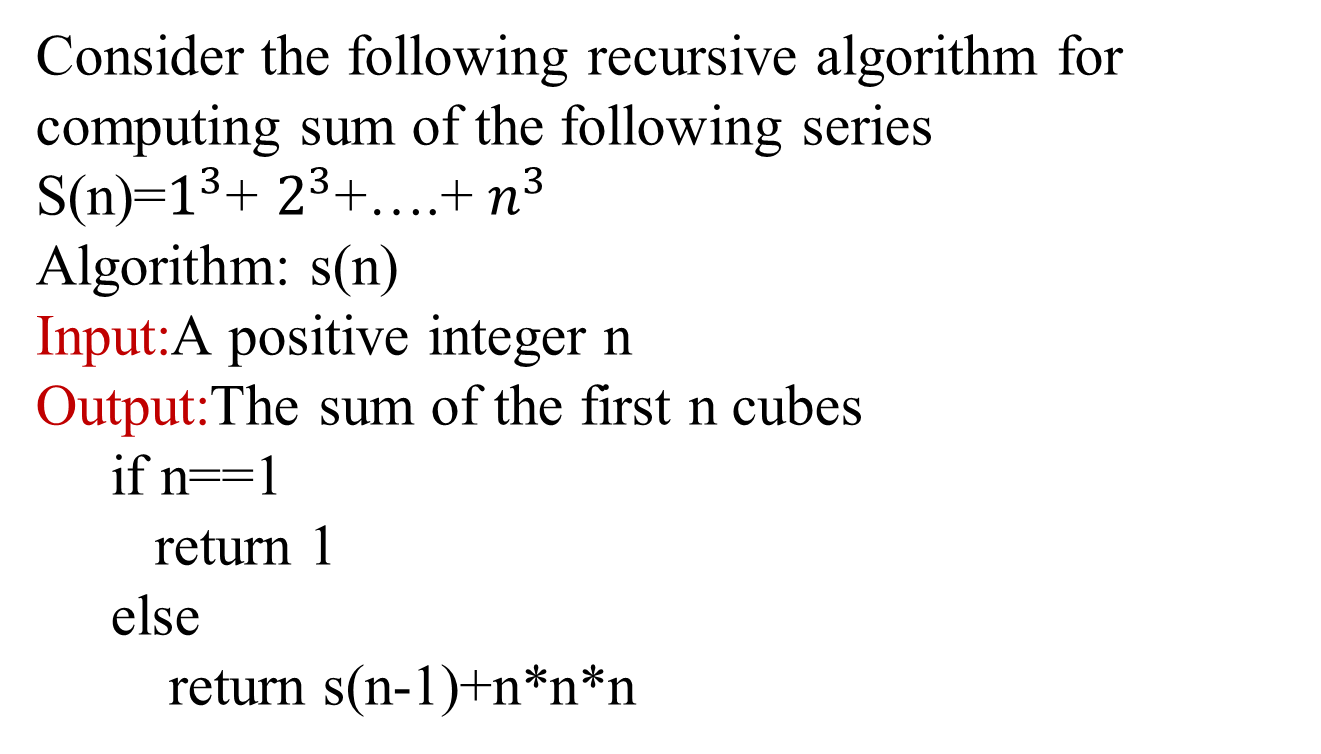 Consider the following recursive algorithm for
computing sum of the following series
S(n)=1³+ 2³+....+ 𝑛³
Algorithm: s(n)
Input:A positive integer n
Output:The sum of the first n cubes
if n==1
return 1
else
return s(n-1)+n*n*n